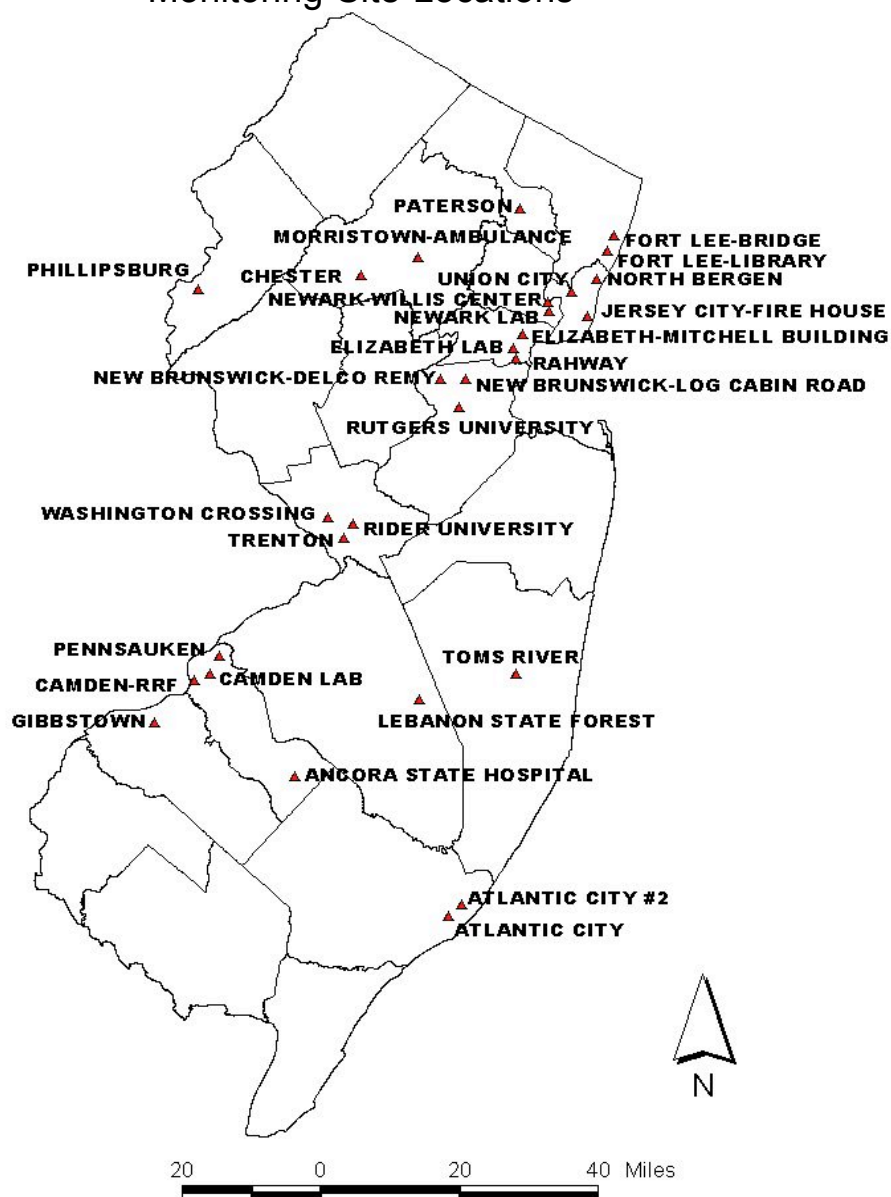 Monitoring Site Locations
PATERSON
MORRISTOWN-AMBULANCE
FORT LEE-BRIDGE
FORT LEE-LIBRARY
PHILLIPSBURG
CHESTER
UNION CITY
NORTH BERGEN
NEWARK-WILLIS CENTER
NEWARK LAB
JERSEY CITY-FIRE HOUSE
ELIZABETH-MITCHELL BUILDING
ELIZABETH LAB
RAHWAY
NEW BRUNSWICK-DELCO REMY
NEW BRUNSWICK-LOG CABIN ROAD
RUTGERS UNIVERSITY
WASHINGTON CROSSING
RIDER UNIVERSITY
TRENTON
PENNSAUKEN
TOMS RIVER
CAMDEN-RRF
CAMDEN LAB
GIBBSTOWN
LEBANON STATE FOREST
ANCORA STATE HOSPITAL
ATLANTIC CITY #2
ATLANTIC CITY
N
20 0 20 40 Miles